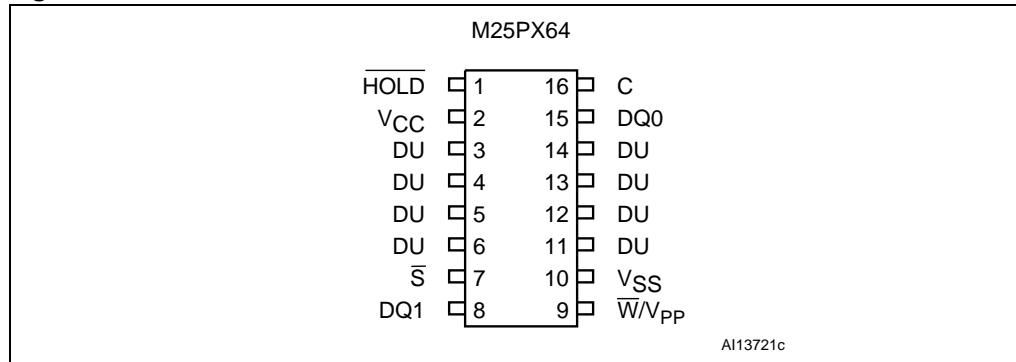 M25PX64
HOLD 1 16 C
VCC 2 15 DQ0
DU 3 14 DU
DU 4 13 DU
DU 5 12 DU
DU 6 11 DU
S 7 10 VSS
DQ1 8 9 W/VPP
AI13721c